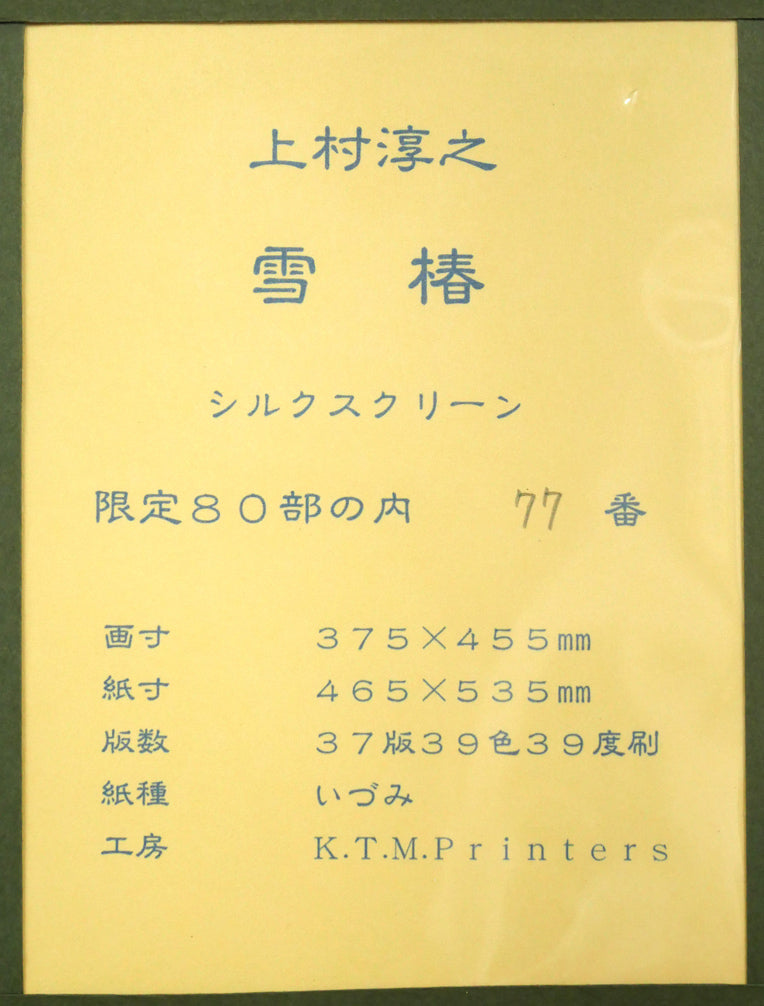 上村淳之
雪 椿
シルクスクリーン
限定80部の内 77 番
画寸 375×455㎜
紙寸 465×535㎜
版数 37版39色39度刷
紙種 いづみ
工房 K.T.M.Printers